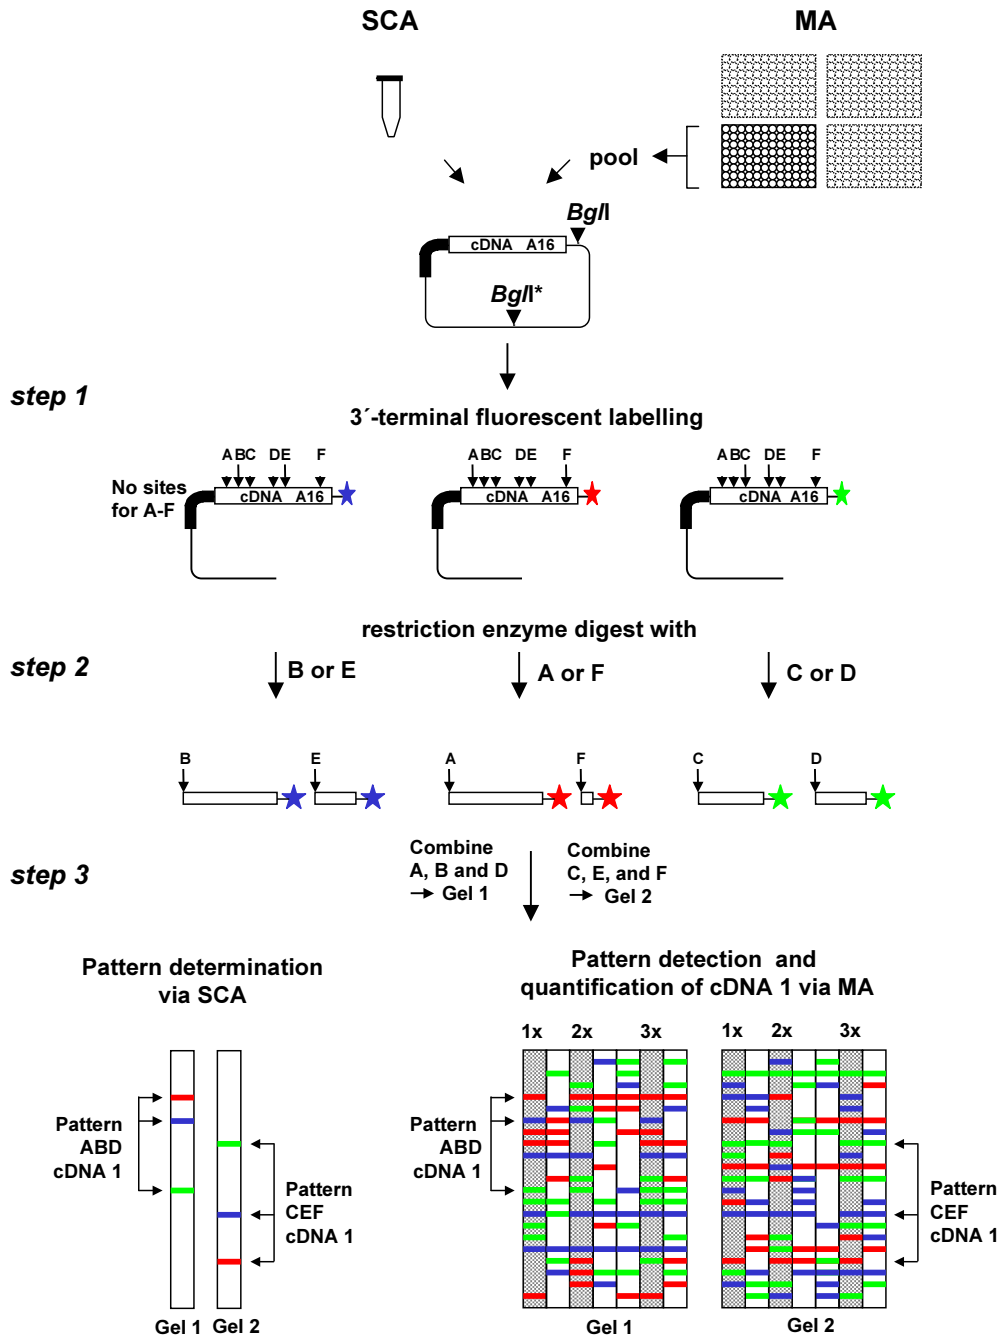 SCA
MA
pool
BglI
cDNA A16
BglI*
step 1
3´-terminal fluorescent labelling
A B C D E F
A B C D E F
A B C D E F
No sites
for A-F
cDNA A16
cDNA A16
cDNA A16
restriction enzyme digest with
step 2
B or E
A or F
C or D
B
E
A
F
C
D
step 3
Combine
A, B and D
→ Gel 1
Combine
C, E, and F
→ Gel 2
Pattern determination
via SCA
Pattern detection and
quantification of cDNA 1 via MA
1x 2x 3x
1x 2x 3x
Pattern
ABD
cDNA 1
Pattern
CEF
cDNA 1
Pattern
ABD
cDNA 1
Pattern
CEF
cDNA 1
Gel 1 Gel 2
Gel 1
Gel 2